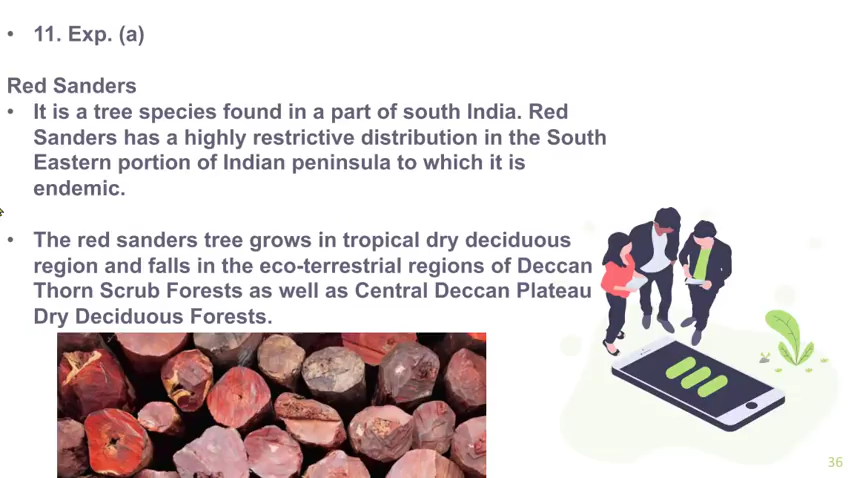 • 11. Exp. (a)
Red Sanders
• It is a tree species found in a part of south India. Red
Sanders has a highly restrictive distribution in the South
Eastern portion of Indian peninsula to which it is
endemic.
• The red sanders tree grows in tropical dry deciduous
region and falls in the eco-terrestrial regions of Deccan
Thorn Scrub Forests as well as Central Deccan Plateau
Dry Deciduous Forests.
36